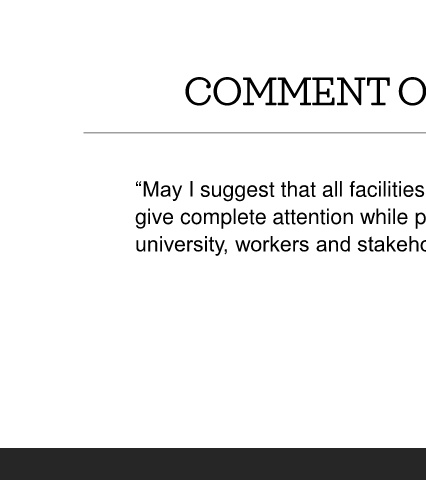 COMMENT O
“May I suggest that all facilities
give complete attention while p
university, workers and stakeho